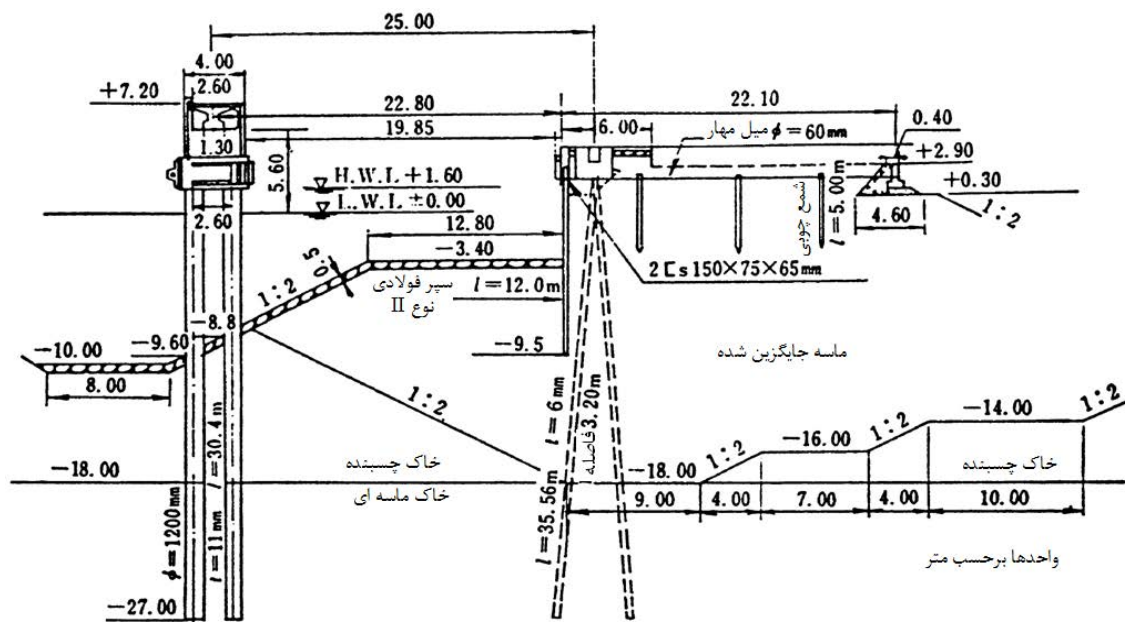 25.00
4.00
+7.20
2.60
22.80
22.10
19.85
6.00
میل مهار ϕ=60mm
0.40
1.30
5.60
+2.90
H.W.L +1.60
+0.30
L.W.L ±0.00
شمع چوبی
l=5.00m
2.60
4.60
1:2
12.80
-3.40
2[s 150×75×65mm
0.5
1:2
سپر فولادی
نوع II
l=12.0m
-8.8
-9.60
-9.5
-10.00
ماسه جایگزین شده
8.00
1:2
l=6mm
فاصله 3.20m
l=35.56m
1:2
-14.00
1:2
-16.00
1:2
-18.00
خاک چسبنده
-18.00
خاک چسبنده
خاک ماسه ای
9.00
4.00
7.00
4.00
10.00
ϕ=1200mm
l=11mm
l=30.4m
واحدها برحسب متر
-27.00